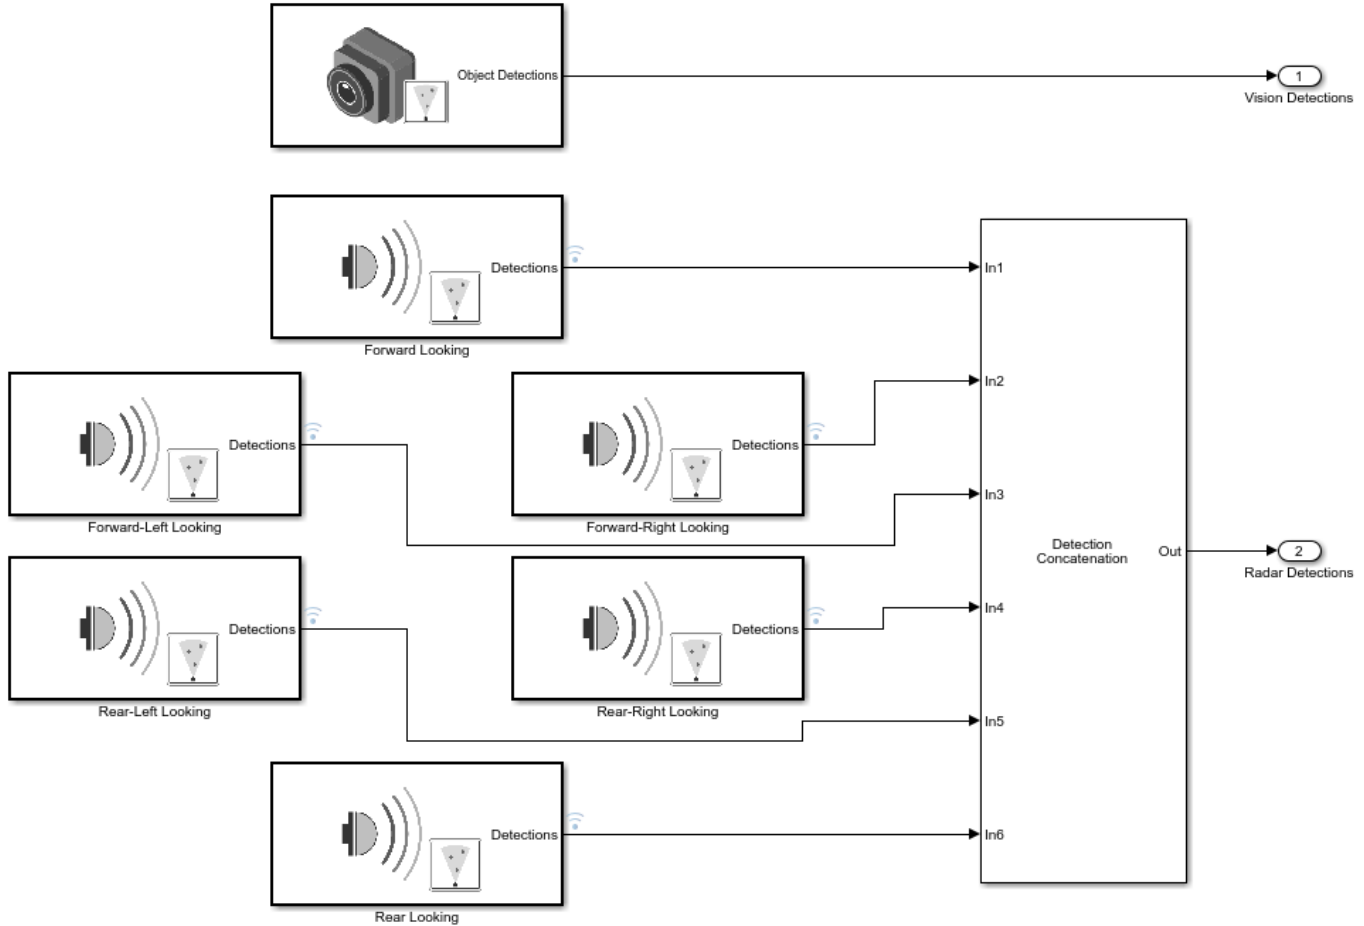 Object Detections
1
Vision Detections
Detections
In1
Forward Looking
Detections
Detections
In2
Forward-Left Looking
Forward-Right Looking
In3
Detection
Concatenation
Out
2
Radar Detections
Detections
Detections
In4
Rear-Left Looking
Rear-Right Looking
In5
Detections
In6
Rear Looking